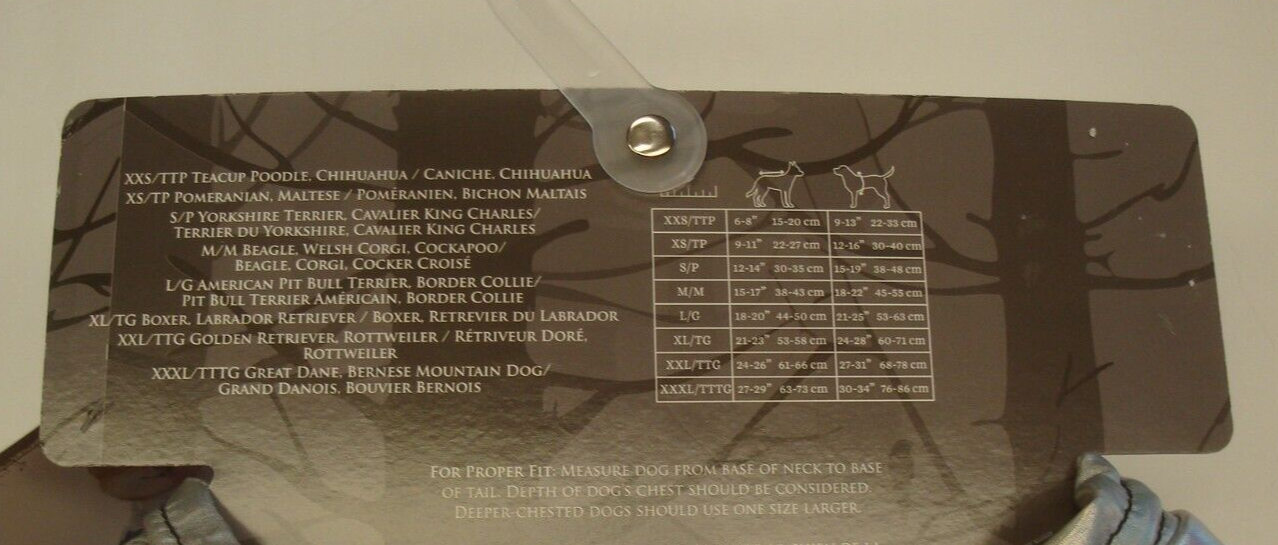 XXS/TTP TEACUP POODLE, CHIHUAHUA / CANICHE, CHIHUAHUA
XS/TP POMERANIAN, MALTESE / POMÉRANIEN, BICHON MALTAIS
S/P YORKSHIRE TERRIER, CAVALIER KING CHARLES/
TERRIER DU YORKSHIRE, CAVALIER KING CHARLES
M/M BEAGLE, WELSH CORGI, COCKAPOO/
BEAGLE, CORGI, COCKER CROISÉ
L/G AMERICAN PIT BULL TERRIER, BORDER COLLIE/
PIT BULL TERRIER AMÉRICAIN, BORDER COLLIE
XL/TG BOXER, LABRADOR RETRIEVER / BOXER, RETREVIER DU LABRADOR
XXL/TTG GOLDEN RETRIEVER, ROTTWEILER / RÉTRIVEUR DORÉ,
ROTTWEILER
XXXL/TTTG GREAT DANE, BERNESE MOUNTAIN DOG/
GRAND DANOIS, BOUVIER BERNOIS
XXS/TTP 6-8" 15-20 cm 9-13" 22-33 cm
XS/TP 9-11" 22-27 cm 12-16" 30-40 cm
S/P 12-14" 30-35 cm 15-19" 38-48 cm
M/M 15-17" 38-43 cm 18-22" 45-55 cm
L/G 18-20" 44-50 cm 21-25" 53-63 cm
XL/TG 21-23" 53-58 cm 24-28" 60-71 cm
XXL/TTG 24-26" 61-66 cm 27-31" 68-78 cm
XXXL/TTTG 27-29" 63-73 cm 30-34" 76-86 cm
FOR PROPER FIT: MEASURE DOG FROM BASE OF NECK TO BASE
OF TAIL. DEPTH OF DOG'S CHEST SHOULD BE CONSIDERED.
DEEPER-CHESTED DOGS SHOULD USE ONE SIZE LARGER.